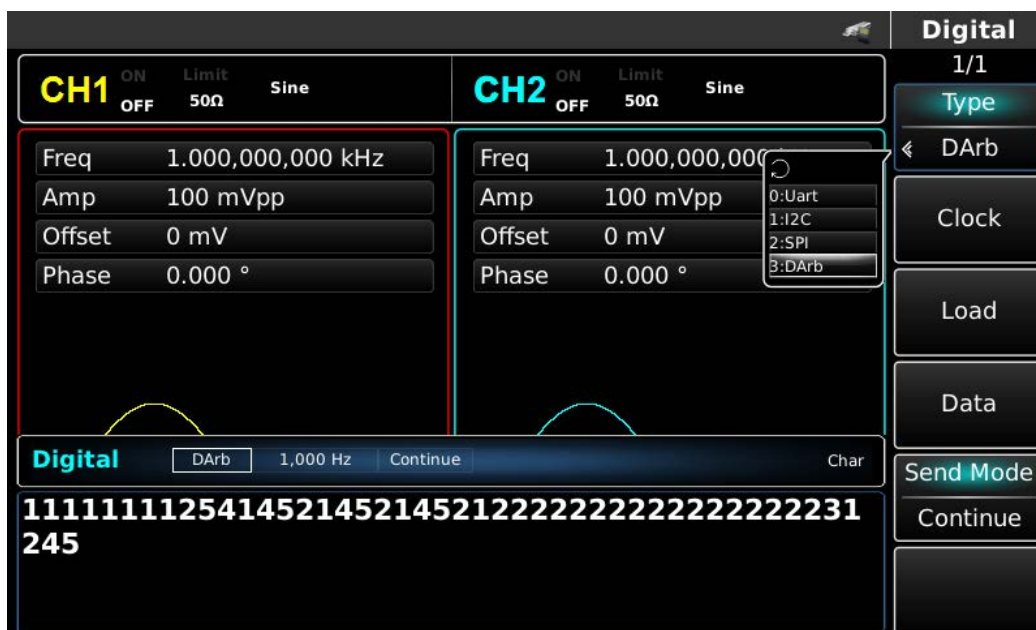 Digital
1/1
CH1 ON OFF Limit 50Ω Sine
CH2 ON OFF Limit 50Ω Sine
Type
DArb
Freq 1.000,000,000 kHz
Amp 100 mVpp
Offset 0 mV
Phase 0.000 °
Freq 1.000,000,000
Amp 100 mVpp
Offset 0 mV
Phase 0.000 °
0:Uart
1:I2C
2:SPI
3:DArb
Clock
Load
Data
Send Mode
Continue
Digital DArb 1,000 Hz Continue Char
1111111125414521452145212222222222222222231
245